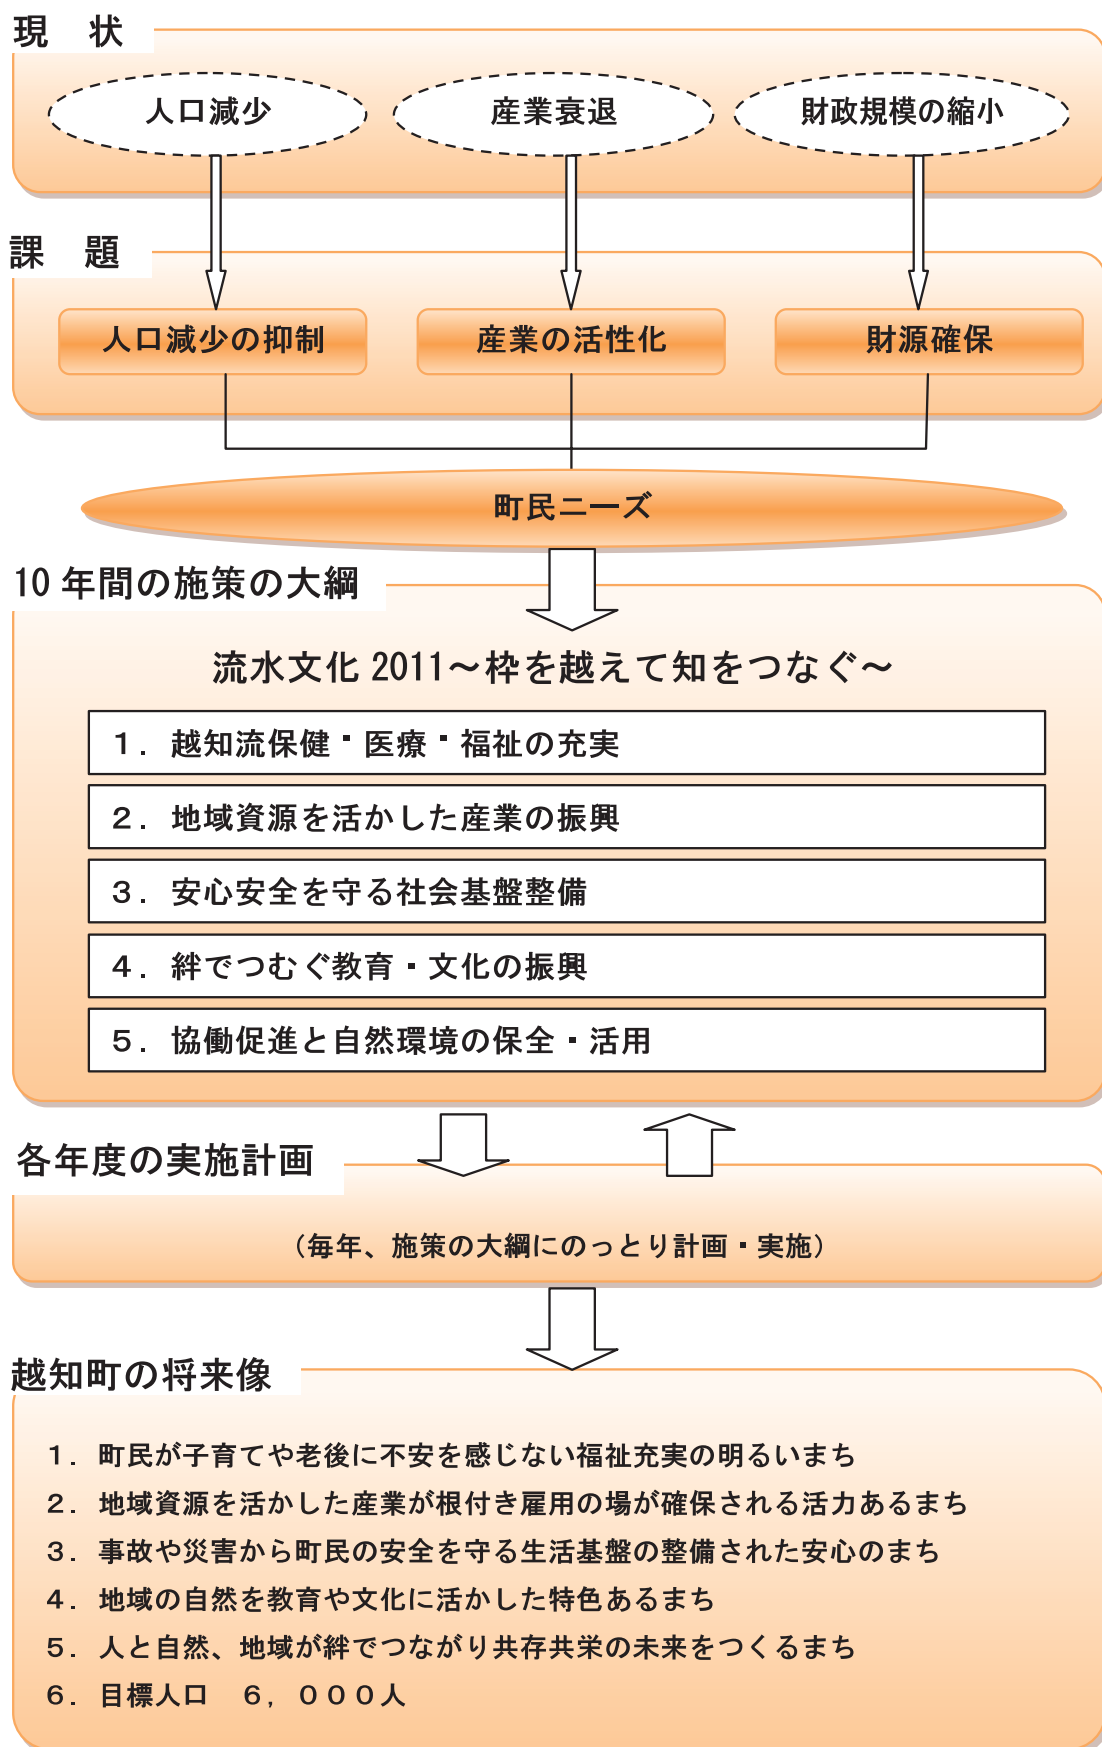 現　状
人口減少
産業衰退
財政規模の縮小
課　題
人口減少の抑制
産業の活性化
財源確保
町民ニーズ
10 年間の施策の大綱
流水文化 2011～枠を越えて知をつなぐ～
１．越知流保健・医療・福祉の充実
２．地域資源を活かした産業の振興
３．安心安全を守る社会基盤整備
４．絆でつむぐ教育・文化の振興
５．協働促進と自然環境の保全・活用
各年度の実施計画
（毎年、施策の大綱にのっとり計画・実施）
越知町の将来像
１．町民が子育てや老後に不安を感じない福祉充実の明るいまち
２．地域資源を活かした産業が根付き雇用の場が確保される活力あるまち
３．事故や災害から町民の安全を守る生活基盤の整備された安心のまち
４．地域の自然を教育や文化に活かした特色あるまち
５．人と自然、地域が絆でつながり共存共栄の未来をつくるまち
６．目標人口　６，０００人